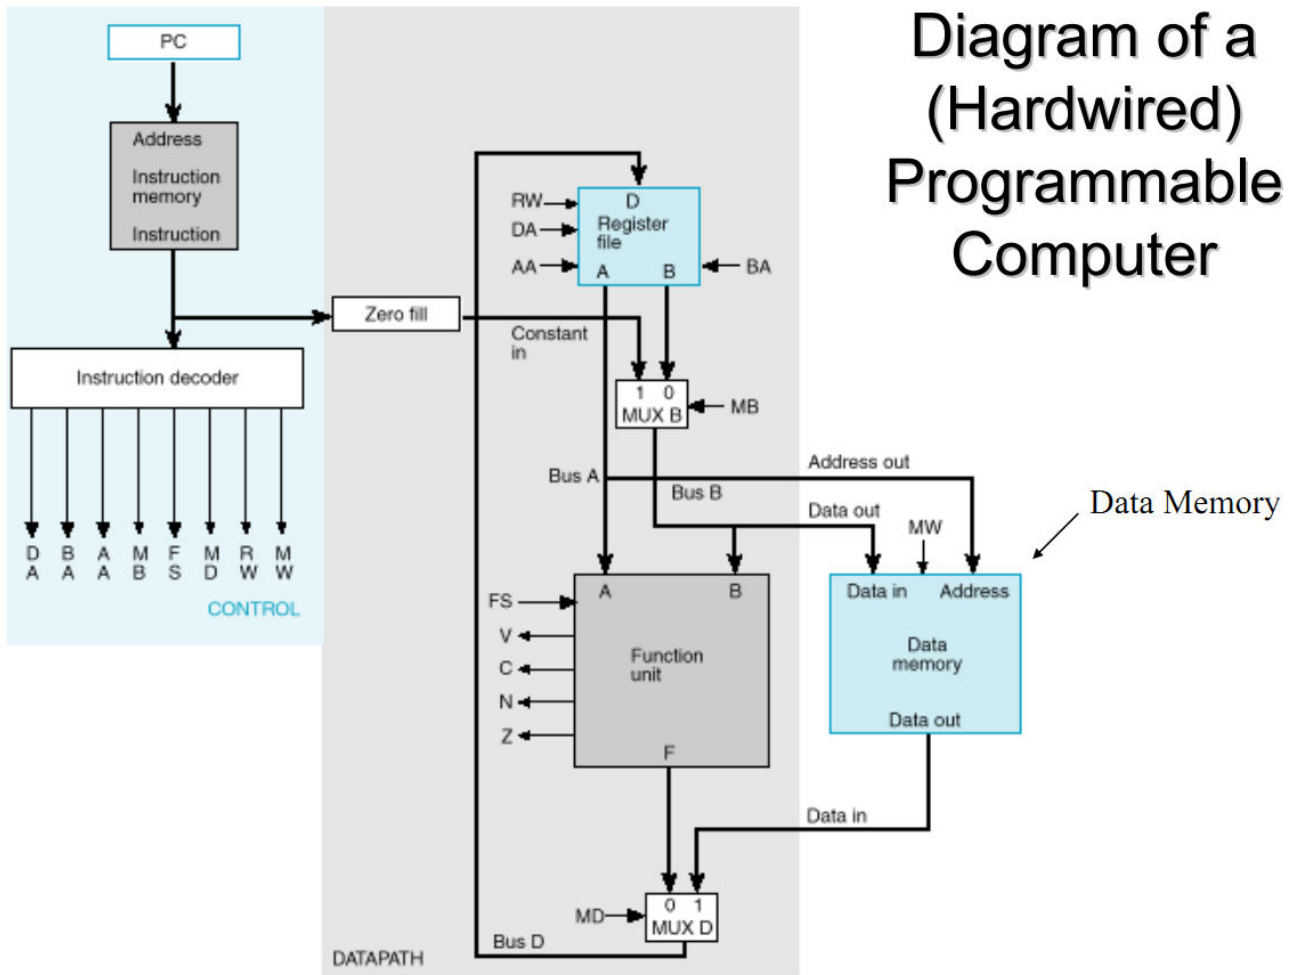 Diagram of a
(Hardwired)
Programmable
Computer
PC
Address
Instruction
memory
Instruction
Zero fill
Instruction decoder
D A
B A
A A
M B
F S
M D
R W
M W
CONTROL
RW
DA
AA
D
Register
file
A B
BA
Constant
in
1 0
MUX B
MB
Bus A
Bus B
Address out
Data out
MW
Data Memory
FS
V
C
N
Z
A B
Function
unit
F
Data in Address
Data
memory
Data out
Data in
MD
0 1
MUX D
Bus D
DATAPATH